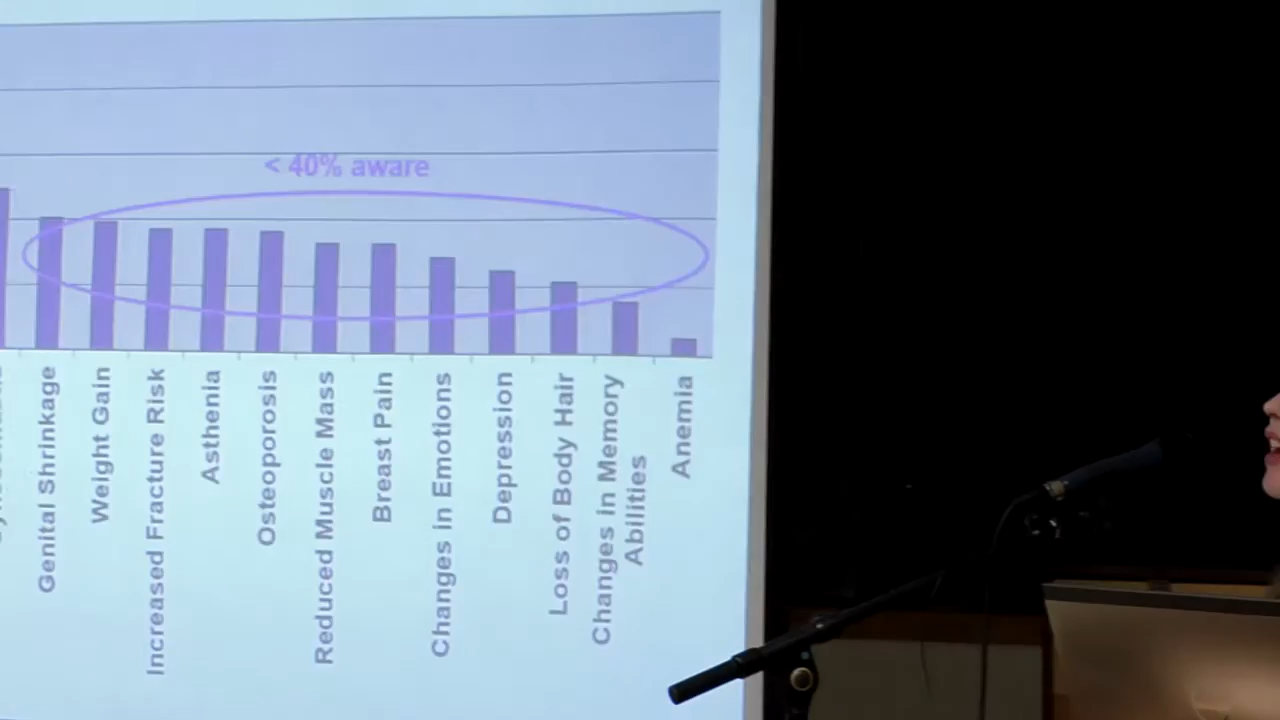 < 40% aware
Genital Shrinkage
Weight Gain
Increased Fracture Risk
Asthenia
Osteoporosis
Reduced Muscle Mass
Breast Pain
Changes in Emotions
Depression
Loss of Body Hair
Changes in Memory
Abilities
Anemia